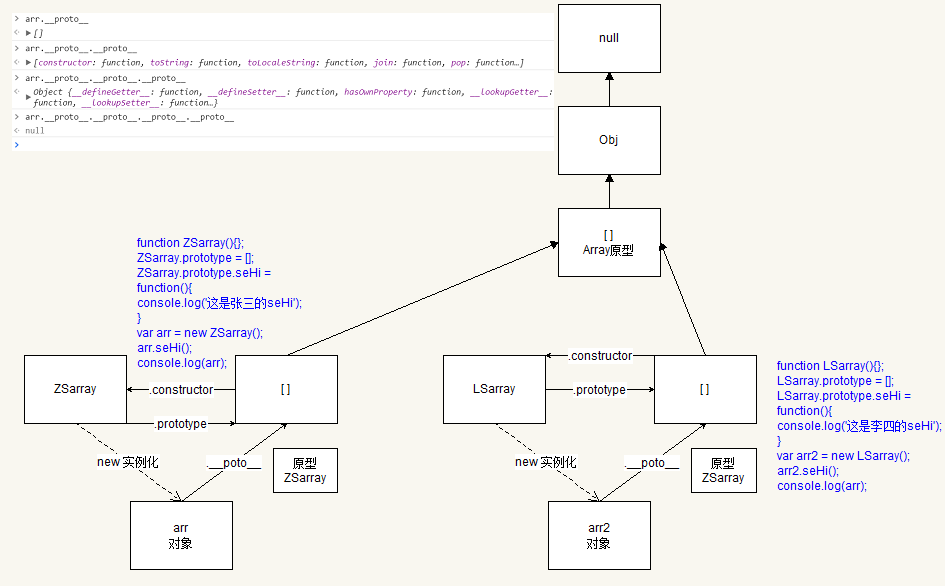 > arr.__proto__
< ▶[]
> arr.__proto__.__proto__
< ▶[constructor: function, toString: function, toLocaleString: function, join: function, pop: function…]
> arr.__proto__.__proto__.__proto__
< ▶Object {__defineGetter__: function, __defineSetter__: function, hasOwnProperty: function, __lookupGetter__:
function, __lookupSetter__: function…}
> arr.__proto__.__proto__.__proto__.__proto__
< null
>
null
Obj
[ ]
Array原型
function ZSarray(){};
ZSarray.prototype = [];
ZSarray.prototype.seHi =
function(){
console.log('这是张三的seHi');
}
var arr = new ZSarray();
arr.seHi();
console.log(arr);
ZSarray
.constructor
.prototype
[ ]
new 实例化
.__poto__
原型
ZSarray
arr
对象
LSarray
.constructor
.prototype
[ ]
new 实例化
.__poto__
原型
ZSarray
arr2
对象
function LSarray(){};
LSarray.prototype = [];
LSarray.prototype.seHi =
function(){
console.log('这是李四的seHi');
}
var arr2 = new LSarray();
arr2.seHi();
console.log(arr);